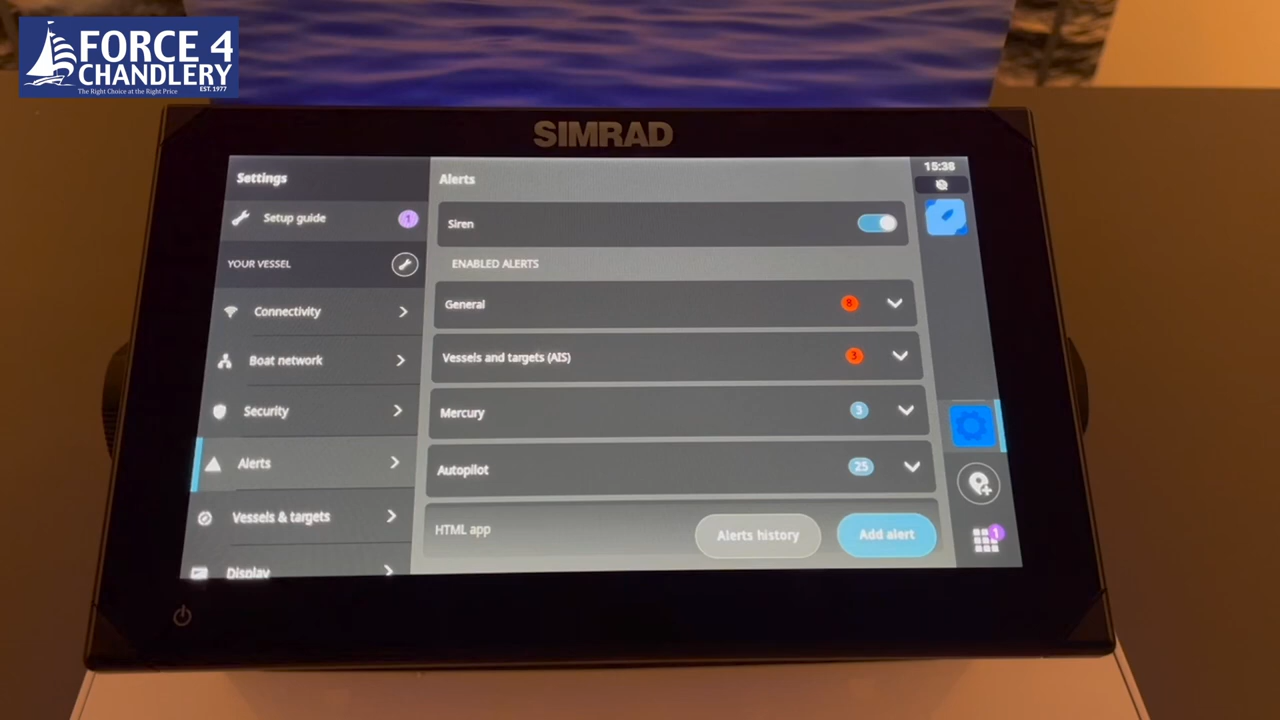 FORCE 4
CHANDLERY
The Right Choice at the Right Price
EST. 1977
SIMRAD
Settings
Setup guide 1
YOUR VESSEL
Connectivity
Boat network
Security
Alerts
Vessels & targets
Display
Alerts
Siren
ENABLED ALERTS
General 8
Vessels and targets (AIS) 3
Mercury 3
Autopilot 25
HTML app
Alerts history
Add alert
15:38
1